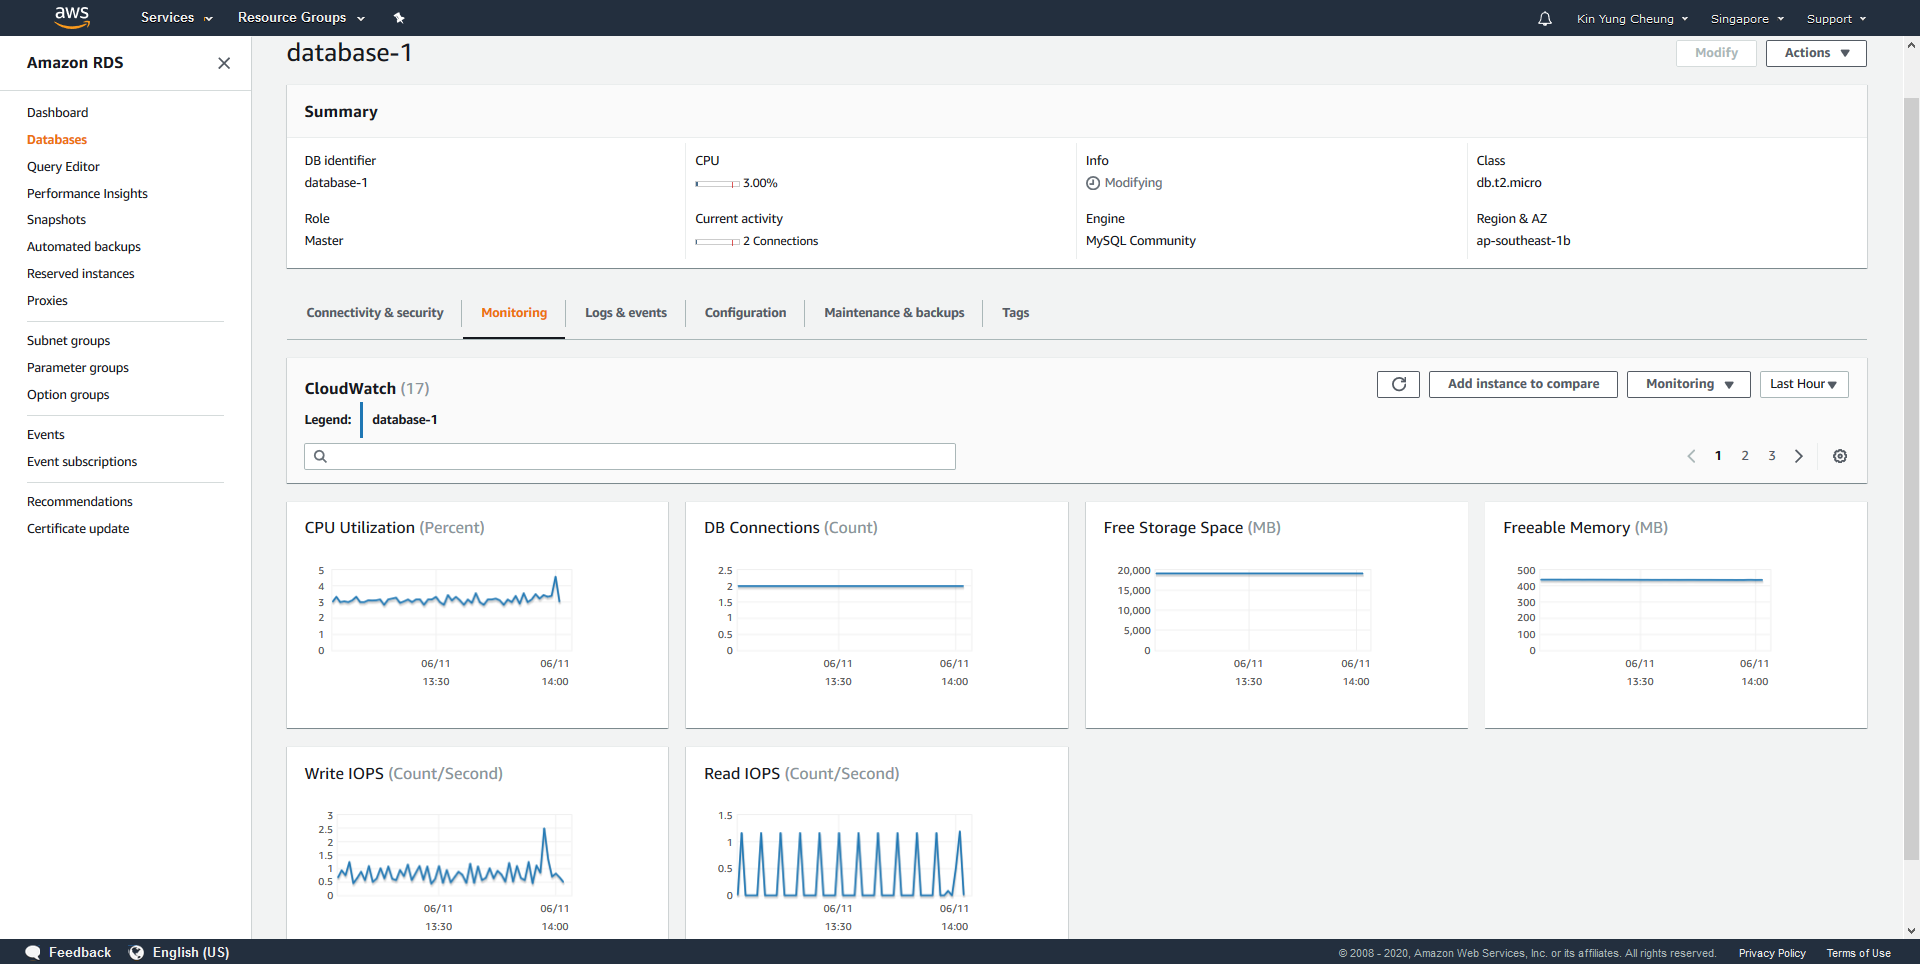 aws Services Resource Groups Kin Yung Cheung Singapore Support
Amazon RDS
Dashboard
Databases
Query Editor
Performance Insights
Snapshots
Automated backups
Reserved instances
Proxies
Subnet groups
Parameter groups
Option groups
Events
Event subscriptions
Recommendations
Certificate update
database-1
Modify Actions
Summary
DB identifier
database-1
CPU
3.00%
Info
Modifying
Class
db.t2.micro
Role
Master
Current activity
2 Connections
Engine
MySQL Community
Region & AZ
ap-southeast-1b
Connectivity & security Monitoring Logs & events Configuration Maintenance & backups Tags
CloudWatch (17)
Add instance to compare Monitoring Last Hour
Legend: database-1
1 2 3
CPU Utilization (Percent)
5
4
3
2
1
0
06/11 06/11
13:30 14:00
DB Connections (Count)
2.5
2
1.5
1
0.5
0
06/11 06/11
13:30 14:00
Free Storage Space (MB)
20,000
15,000
10,000
5,000
0
06/11 06/11
13:30 14:00
Freeable Memory (MB)
500
400
300
200
100
0
06/11 06/11
13:30 14:00
Write IOPS (Count/Second)
3
2.5
2
1.5
1
0.5
0
06/11 06/11
13:30 14:00
Read IOPS (Count/Second)
1.5
1
0.5
0
06/11 06/11
13:30 14:00
Feedback English (US)
© 2008 - 2020, Amazon Web Services, Inc. or its affiliates. All rights reserved. Privacy Policy Terms of Use